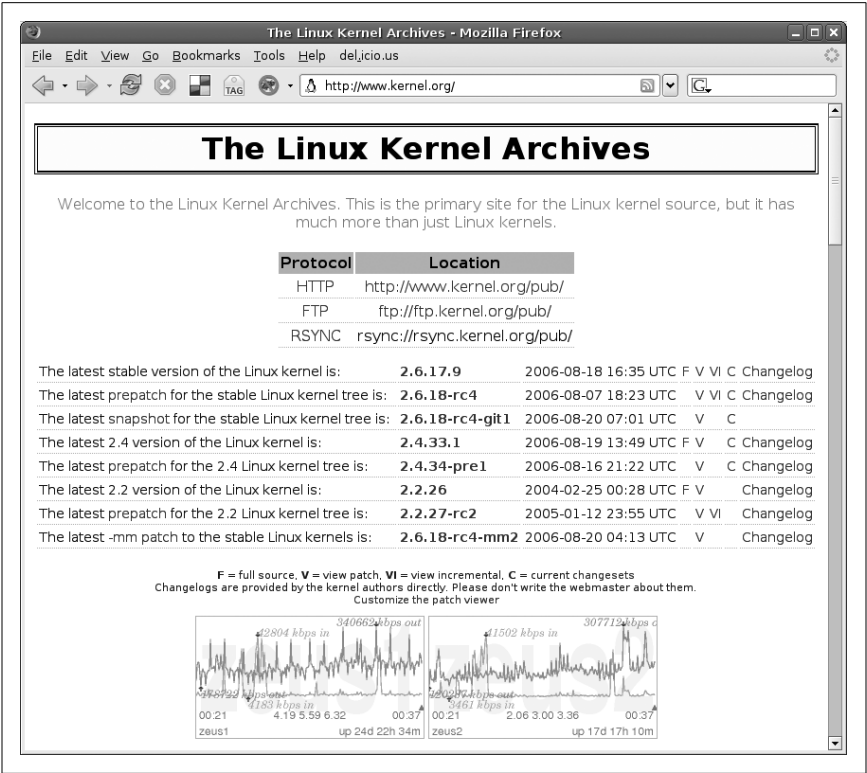 The Linux Kernel Archives - Mozilla Firefox
File Edit View Go Bookmarks Tools Help del.icio.us
TAG http://www.kernel.org/ G
The Linux Kernel Archives
Welcome to the Linux Kernel Archives. This is the primary site for the Linux kernel source, but it has
much more than just Linux kernels.
Protocol Location
HTTP http://www.kernel.org/pub/
FTP ftp://ftp.kernel.org/pub/
RSYNC rsync://rsync.kernel.org/pub/
The latest stable version of the Linux kernel is: 2.6.17.9 2006-08-18 16:35 UTC F V VI C Changelog
The latest prepatch for the stable Linux kernel tree is: 2.6.18-rc4 2006-08-07 18:23 UTC V VI C Changelog
The latest snapshot for the stable Linux kernel tree is: 2.6.18-rc4-git1 2006-08-20 07:01 UTC V C
The latest 2.4 version of the Linux kernel is: 2.4.33.1 2006-08-19 13:49 UTC F V C Changelog
The latest prepatch for the 2.4 Linux kernel tree is: 2.4.34-pre1 2006-08-16 21:22 UTC V C Changelog
The latest 2.2 version of the Linux kernel is: 2.2.26 2004-02-25 00:28 UTC F V Changelog
The latest prepatch for the 2.2 Linux kernel tree is: 2.2.27-rc2 2005-01-12 23:55 UTC V VI Changelog
The latest -mm patch to the stable Linux kernels is: 2.6.18-rc4-mm2 2006-08-20 04:13 UTC V Changelog
F = full source, V = view patch, VI = view incremental, C = current changesets
Changelogs are provided by the kernel authors directly. Please don't write the webmaster about them.
Customize the patch viewer
340662 kbps out 307712 kbps o
42804 kbps in 41502 kbps in
zeus1 zeus2
478722 kbps out kbps out
4183 kbps in 3461 kbps in
00:21 4.19 5.59 6.32 00:37 00:21 2.06 3.00 3.36 00:37
zeus1 up 24d 22h 34m zeus2 up 17d 17h 10m